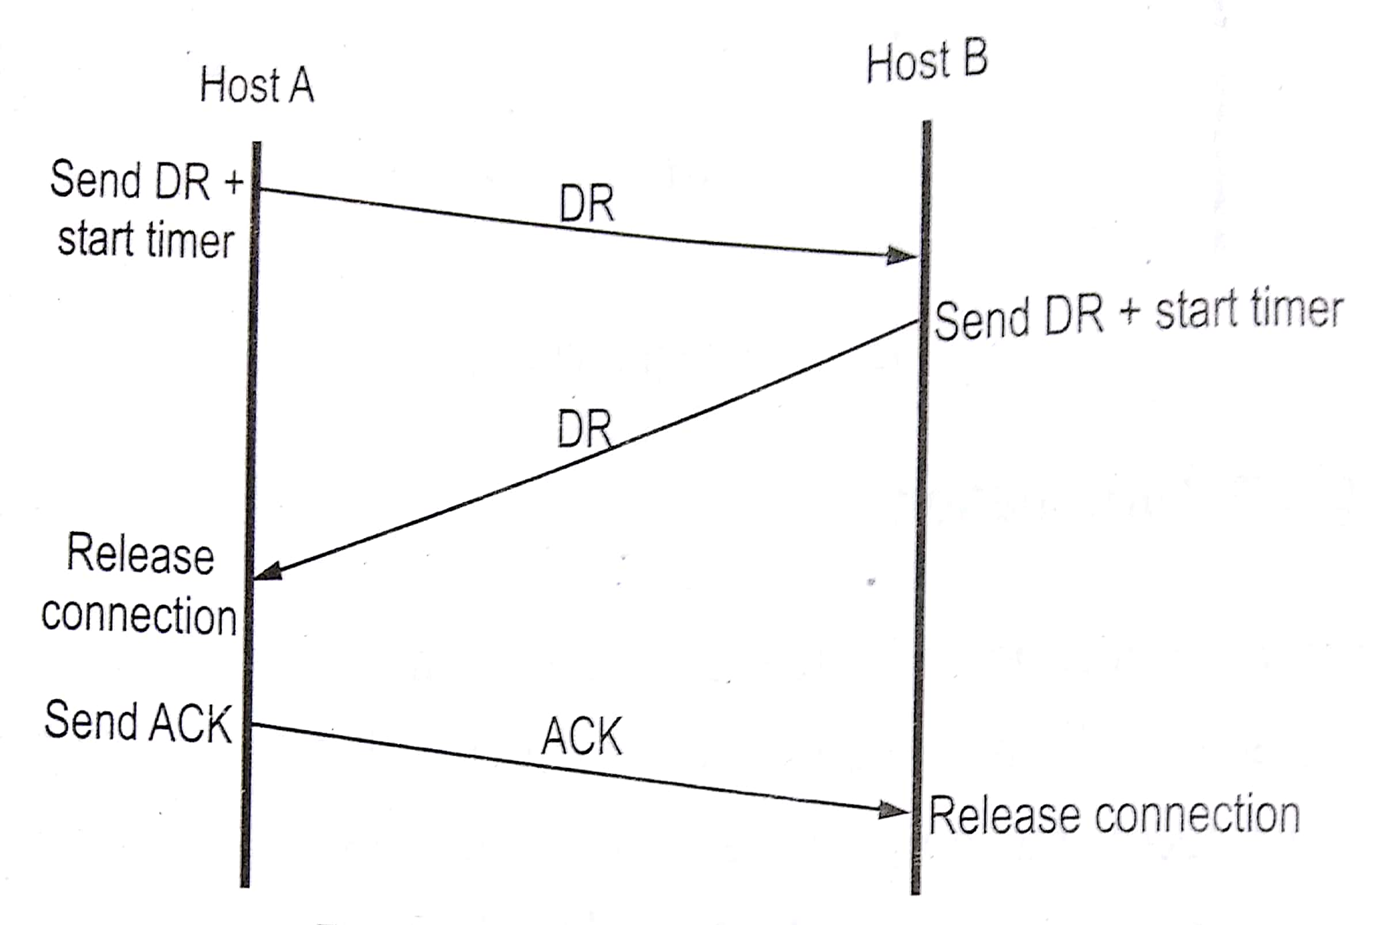 Host A
Host B
Send DR +
start timer
DR
Send DR + start timer
DR
Release
connection
Send ACK
ACK
Release connection